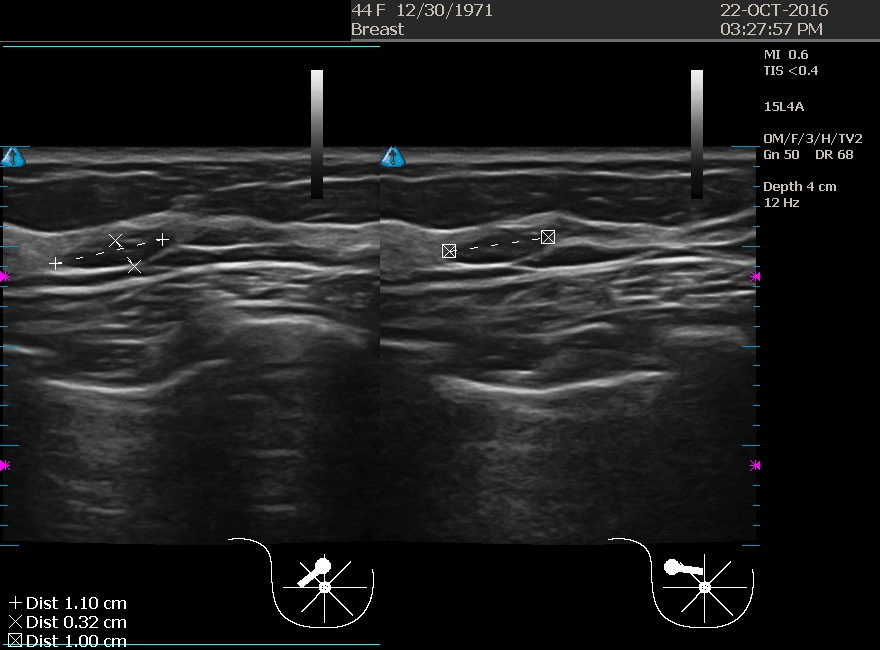 44 F 12/30/1971 22-OCT-2016
Breast 03:27:57 PM
MI 0.6
TIS <0.4
15L4A
OM/F/3/H/TV2
Gn 50 DR 68
Depth 4 cm
12 Hz
Dist 1.10 cm
Dist 0.32 cm
Dist 1.00 cm